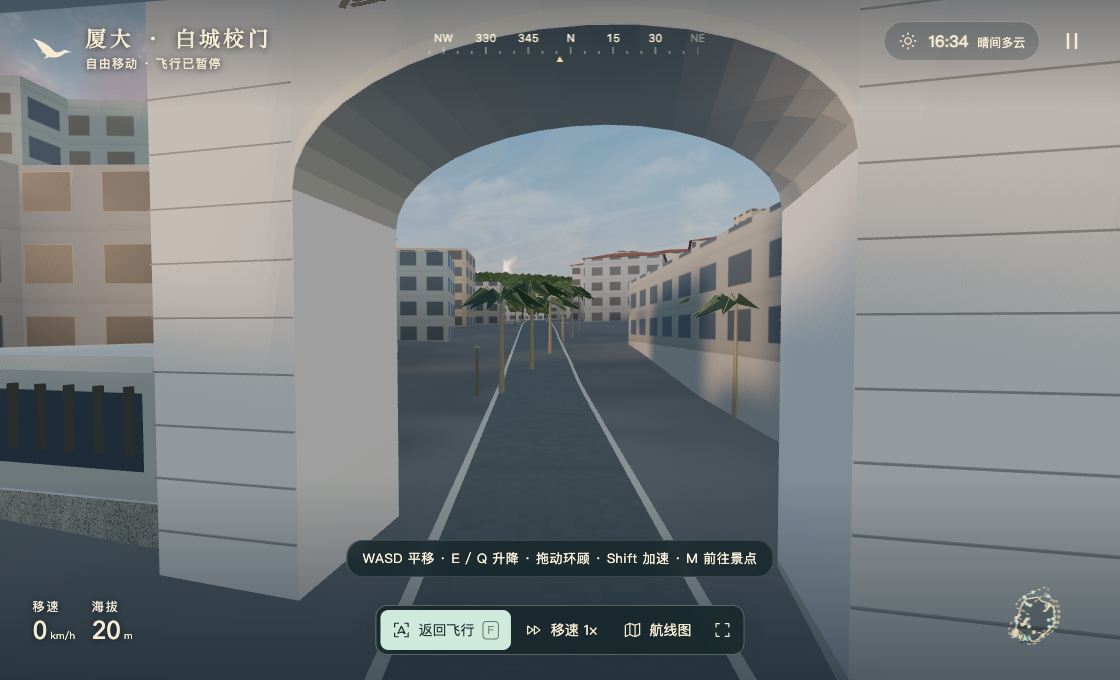 厦大 · 白城校门
自由移动 · 飞行已暂停
NW 330 345 N 15 30 NE
16:34 晴间多云
WASD 平移 · E / Q 升降 · 拖动环顾 · Shift 加速 · M 前往景点
移速 海拔
0 km/h 20 m
返回飞行 F 移速 1x 航线图